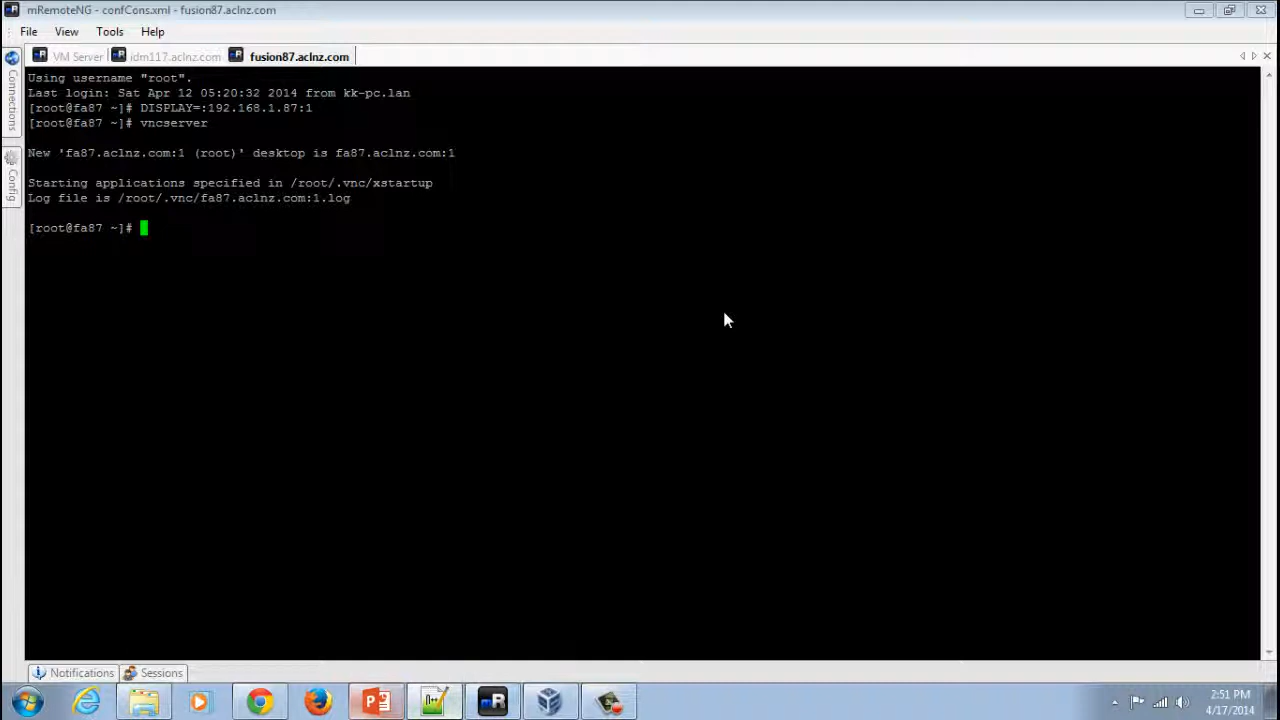 mRemoteNG - confCons.xml - fusion87.aclnz.com
File View Tools Help
VM Server idm117.aclnz.com fusion87.aclnz.com
Connections
Config
Using username "root".
Last login: Sat Apr 12 05:20:32 2014 from kk-pc.lan
[root@fa87 ~]# DISPLAY=:192.168.1.87:1
[root@fa87 ~]# vncserver
New 'fa87.aclnz.com:1 (root)' desktop is fa87.aclnz.com:1
Starting applications specified in /root/.vnc/xstartup
Log file is /root/.vnc/fa87.aclnz.com:1.log
[root@fa87 ~]#
Notifications Sessions
2:51 PM
4/17/2014